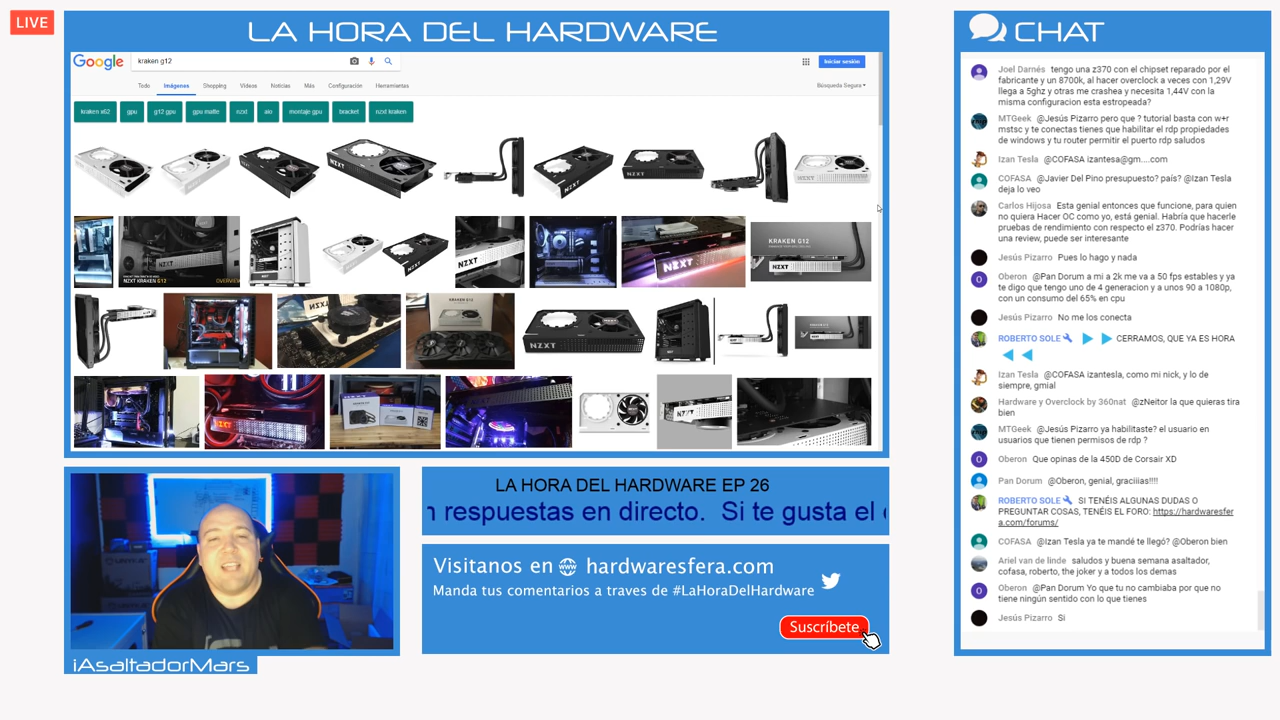 LIVE
LA HORA DEL HARDWARE
Google
kraken g12
Iniciar sesión
Todo
Imágenes
Shopping
Vídeos
Noticias
Más
Configuración
Herramientas
Búsqueda Segura
kraken x62
gpu
g12 gpu
gpu matte
nzxt
aio
montaje gpu
bracket
nzxt kraken
NZXT
NZXT
NZXT
NZXT
NZXT KRAKEN G12
OVERVIEW
NZXT
NZXT
KRAKEN G12
NZXT
NZXT
CHAT
Joel Darnés tengo una z370 con el chipset reparado por el
fabricante y un 8700k, al hacer overclock a veces con 1,29V
llega a 5ghz y otras me crashea y necesita 1,44V con la
misma configuracion esta estropeada?
MTGeek @Jesús Pizarro pero que ? tutorial basta con w+r
mstsc y te conectas tienes que habilitar el rdp propiedades
de windows y tu router permitir el puerto rdp saludos
Izan Tesla @COFASA izantesa@gm....com
COFASA @Javier Del Pino presupuesto? país? @Izan Tesla
deja lo veo
Carlos Hijosa Esta genial entonces que funcione, para quien
no quiera Hacer OC como yo, está genial. Habría que hacerle
pruebas de rendimiento con respecto el z370. Podrías hacer
una review, puede ser interesante
Jesús Pizarro Pues lo hago y nada
Oberon @Pan Dorum a mi a 2k me va a 50 fps estables y ya
te digo que tengo uno de 4 generacion y a unos 90 a 1080p,
con un consumo del 65% en cpu
Jesús Pizarro No me los conecta
ROBERTO SOLE CERRAMOS, QUE YA ES HORA
Izan Tesla @COFASA izantesla, como mi nick, y lo de
siempre, gmial
Hardware y Overclock by 360nat @zNeitor la que quieras tira
bien
MTGeek @Jesús Pizarro ya habilitaste? el usuario en
usuarios que tienen permisos de rdp ?
Oberon Que opinas de la 450D de Corsair XD
Pan Dorum @Oberon, genial, graciiias!!!!
ROBERTO SOLE SI TENÉIS ALGUNAS DUDAS O
PREGUNTAR COSAS, TENÉIS EL FORO: https://hardwaresfer
a.com/forums/
COFASA @Izan Tesla ya te mandé te llegó? @Oberon bien
Ariel van de linde saludos y buena semana asaltador,
cofasa, roberto, the joker y a todos los demas
Oberon @Pan Dorum Yo que tu no cambiaba por que no
tiene ningún sentido con lo que tienes
Jesús Pizarro Si
LA HORA DEL HARDWARE EP 26
n respuestas en directo. Si te gusta el
Visitanos en hardwaresfera.com
Manda tus comentarios a traves de #LaHoraDelHardware
Suscríbete
iAsaltadorMars